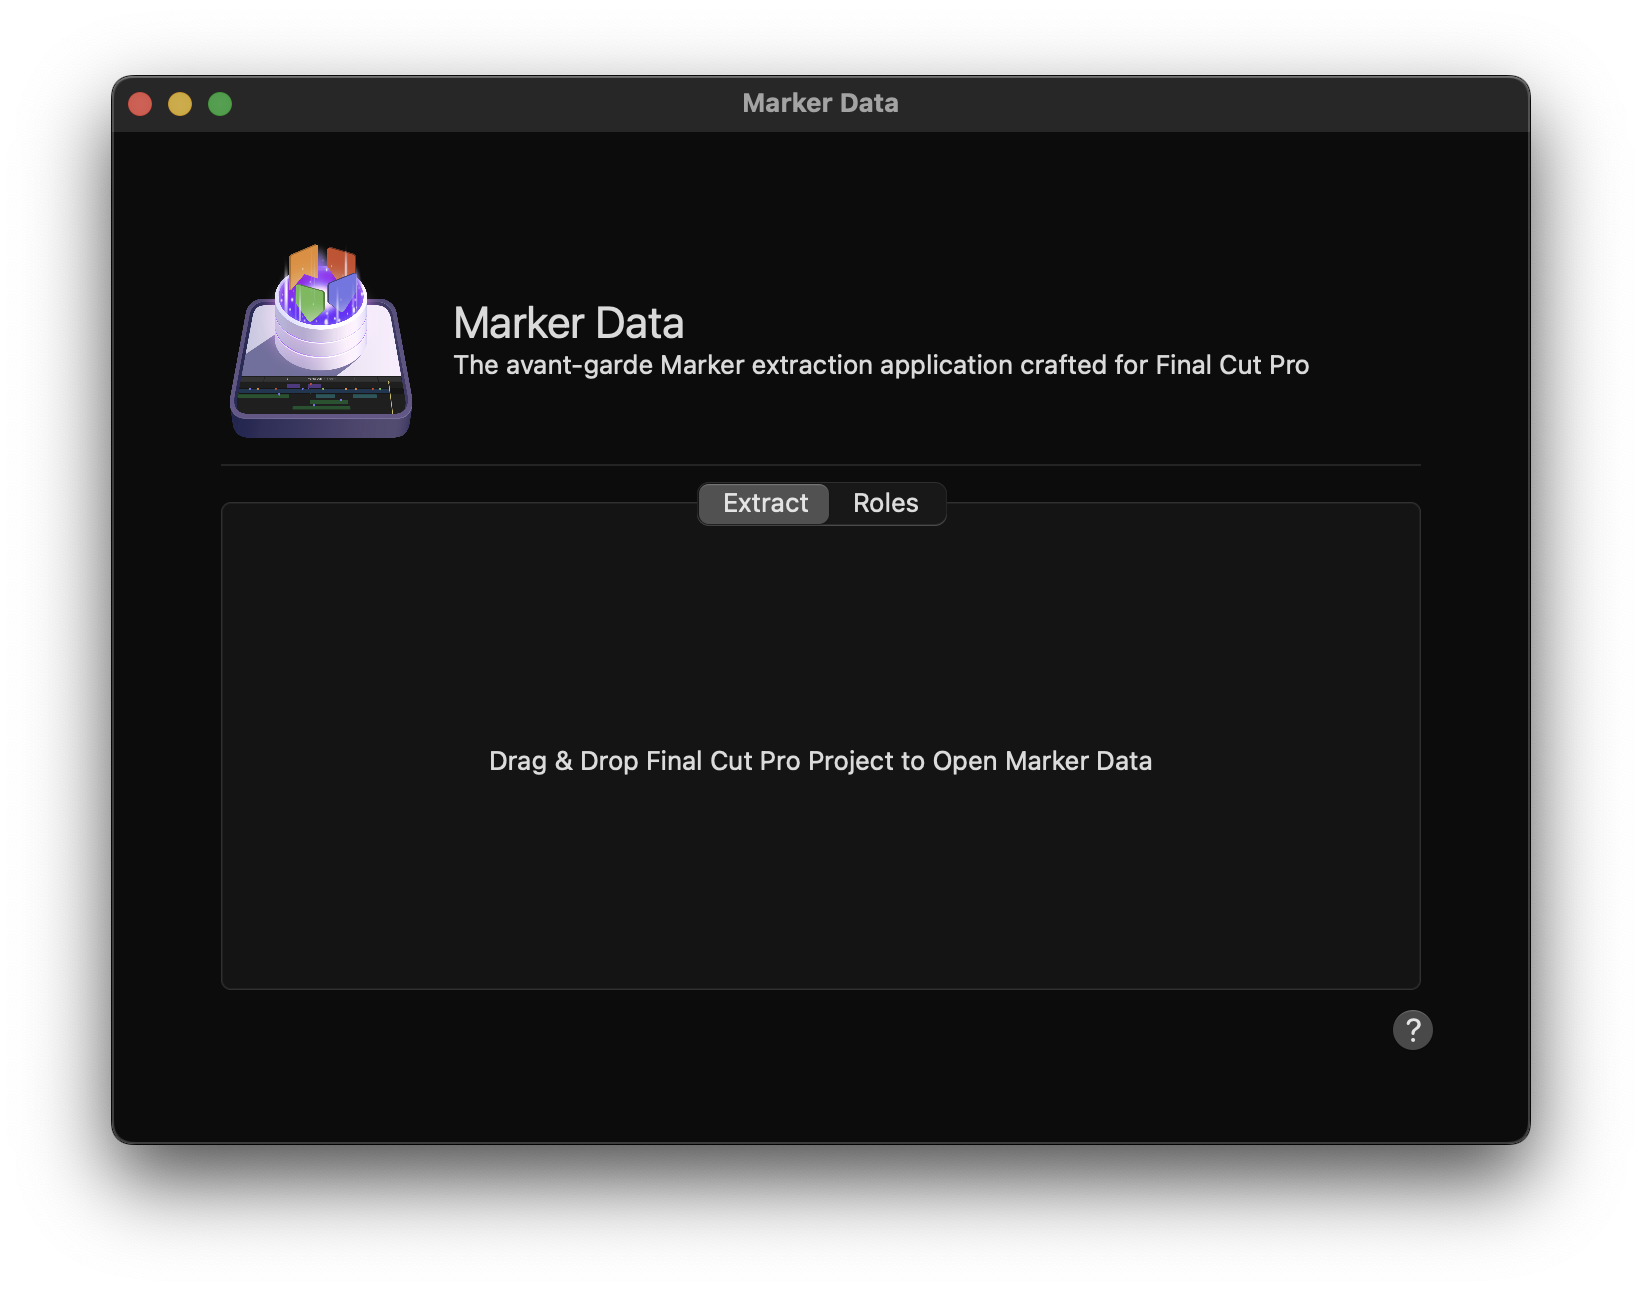 Marker Data
Marker Data
The avant-garde Marker extraction application crafted for Final Cut Pro
Extract Roles
Drag & Drop Final Cut Pro Project to Open Marker Data
?